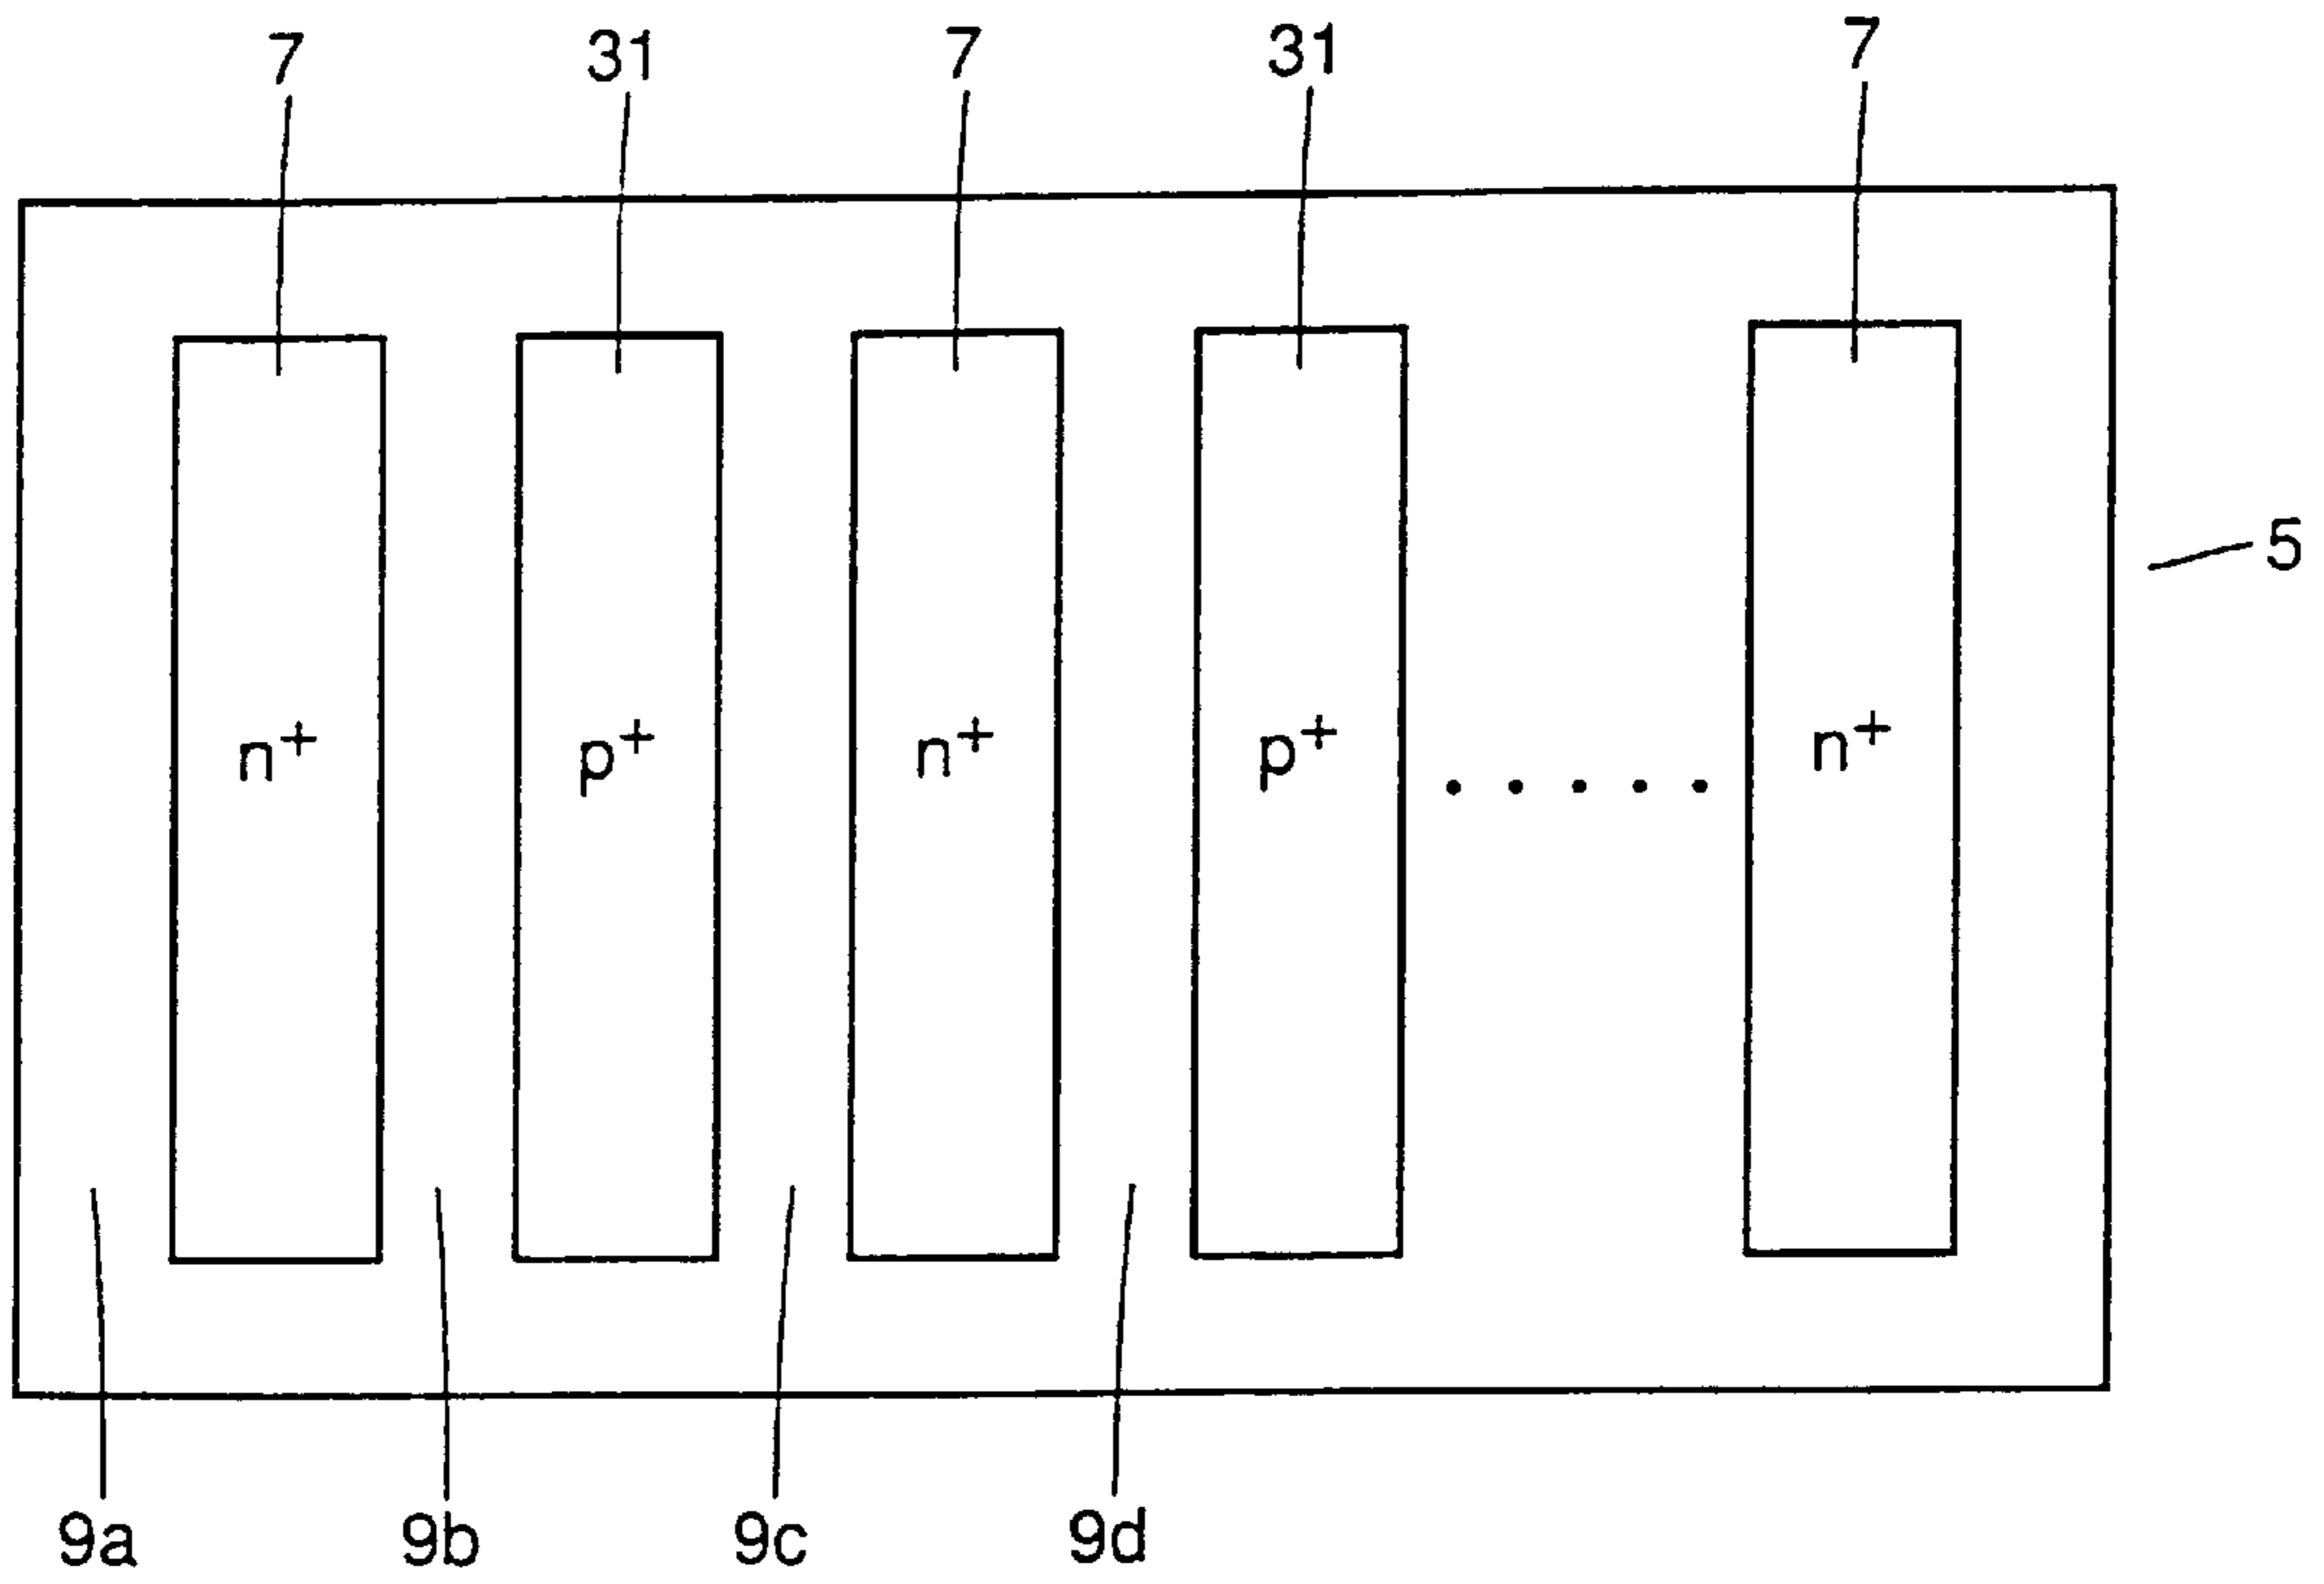 7 31 7 31 7
5
n+ p+ n+ p+ ..... n+
9a 9b 9c 9d